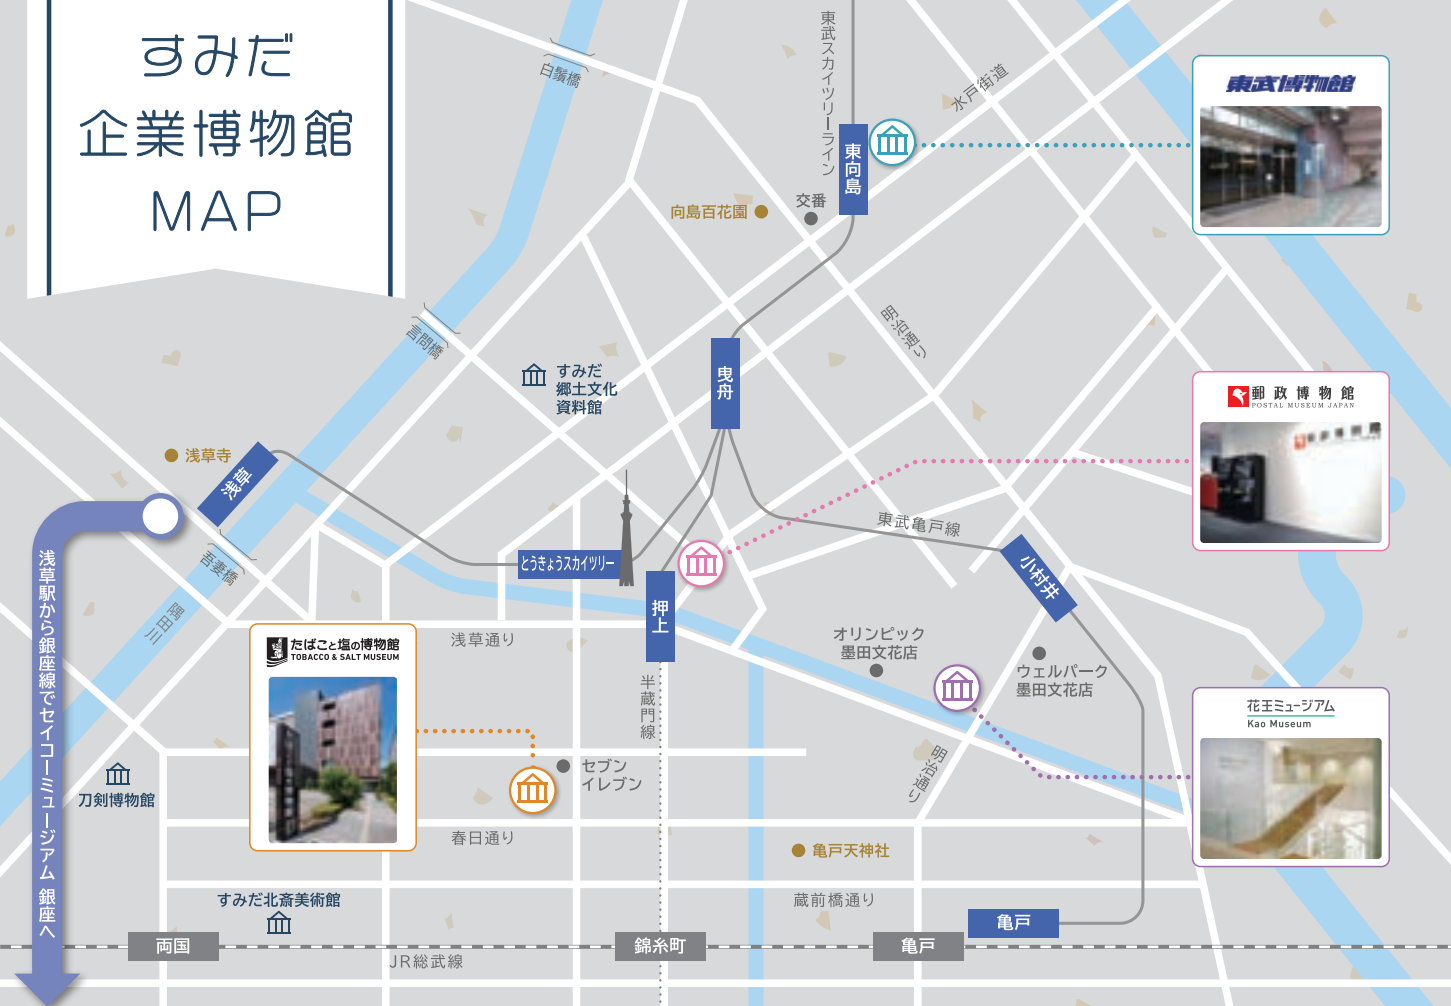 すみだ
企業博物館
MAP
白鬚橋
東武スカイツリーライン
水戸街道
東向島
東武博物館
向島百花園
交番
言問橋
明治通り
すみだ
郷土文化
資料館
曳舟
郵政博物館
POSTAL MUSEUM JAPAN
浅草寺
浅草
東武亀戸線
とうきょうスカイツリー
小村井
吾妻橋
隅田川
押上
浅草通り
オリンピック
墨田文花店
ウェルパーク
墨田文花店
たばこと塩の博物館
TOBACCO & SALT MUSEUM
半蔵門線
花王ミュージアム
Kao Museum
明治通り
セブン
イレブン
刀剣博物館
浅草駅から銀座線でセイコーミュージアム 銀座へ
春日通り
亀戸天神社
すみだ北斎美術館
蔵前橋通り
亀戸
両国
錦糸町
亀戸
JR総武線